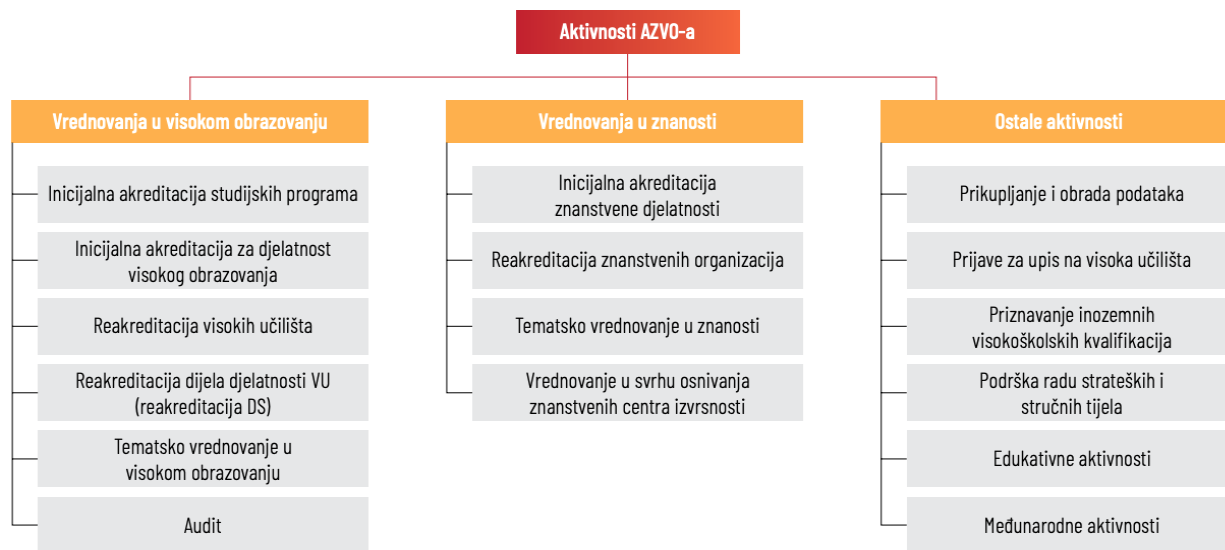 Aktivnosti AZVO-a
Vrednovanja u visokom obrazovanju
Inicijalna akreditacija studijskih programa
Inicijalna akreditacija za djelatnost
visokog obrazovanja
Reakreditacija visokih učilišta
Reakreditacija dijela djelatnosti VU
(reakreditacija DS)
Tematsko vrednovanje u
visokom obrazovanju
Audit
Vrednovanja u znanosti
Inicijalna akreditacija
znanstvene djelatnosti
Reakreditacija znanstvenih organizacija
Tematsko vrednovanje u znanosti
Vrednovanje u svrhu osnivanja
znanstvenih centra izvrsnosti
Ostale aktivnosti
Prikupljanje i obrada podataka
Prijave za upis na visoka učilišta
Priznavanje inozemnih
visokoškolskih kvalifikacija
Podrška radu strateških i
stručnih tijela
Edukativne aktivnosti
Međunarodne aktivnosti